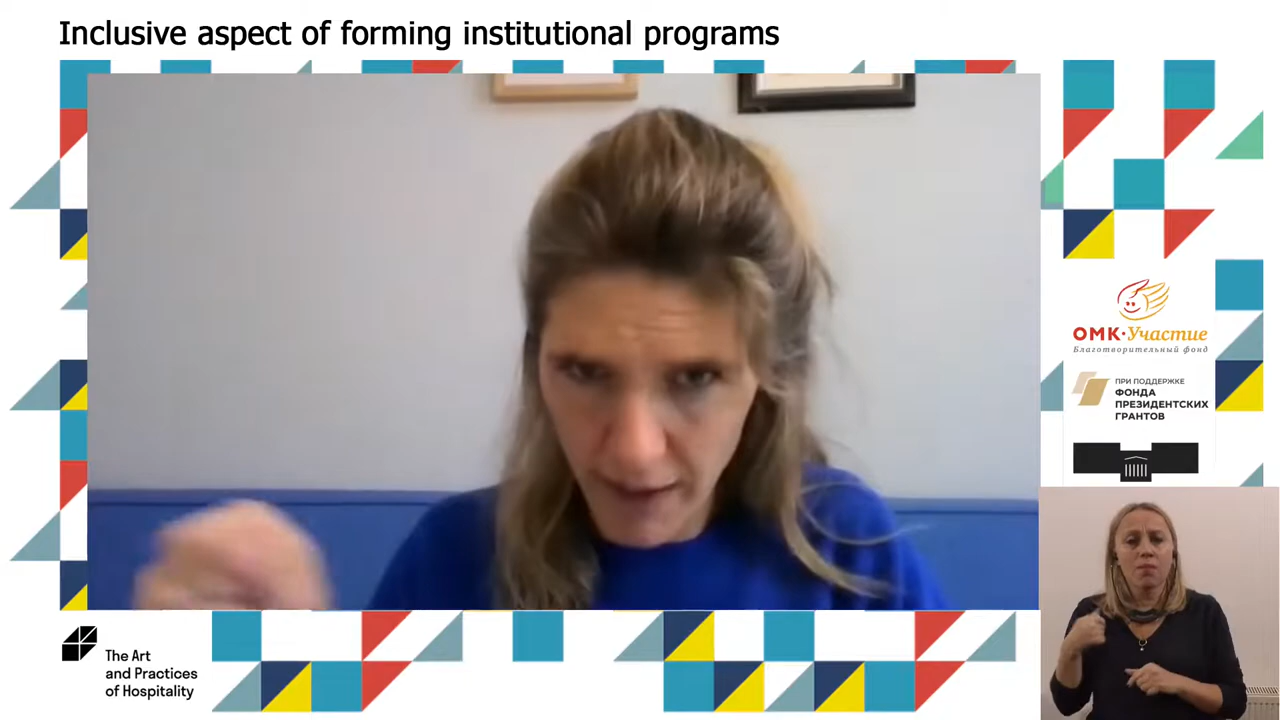 Inclusive aspect of forming institutional programs
ОМК·Участие
Благотворительный фонд
ПРИ ПОДДЕРЖКЕ
ФОНДА
ПРЕЗИДЕНТСКИХ
ГРАНТОВ
The Art
and Practices
of Hospitality